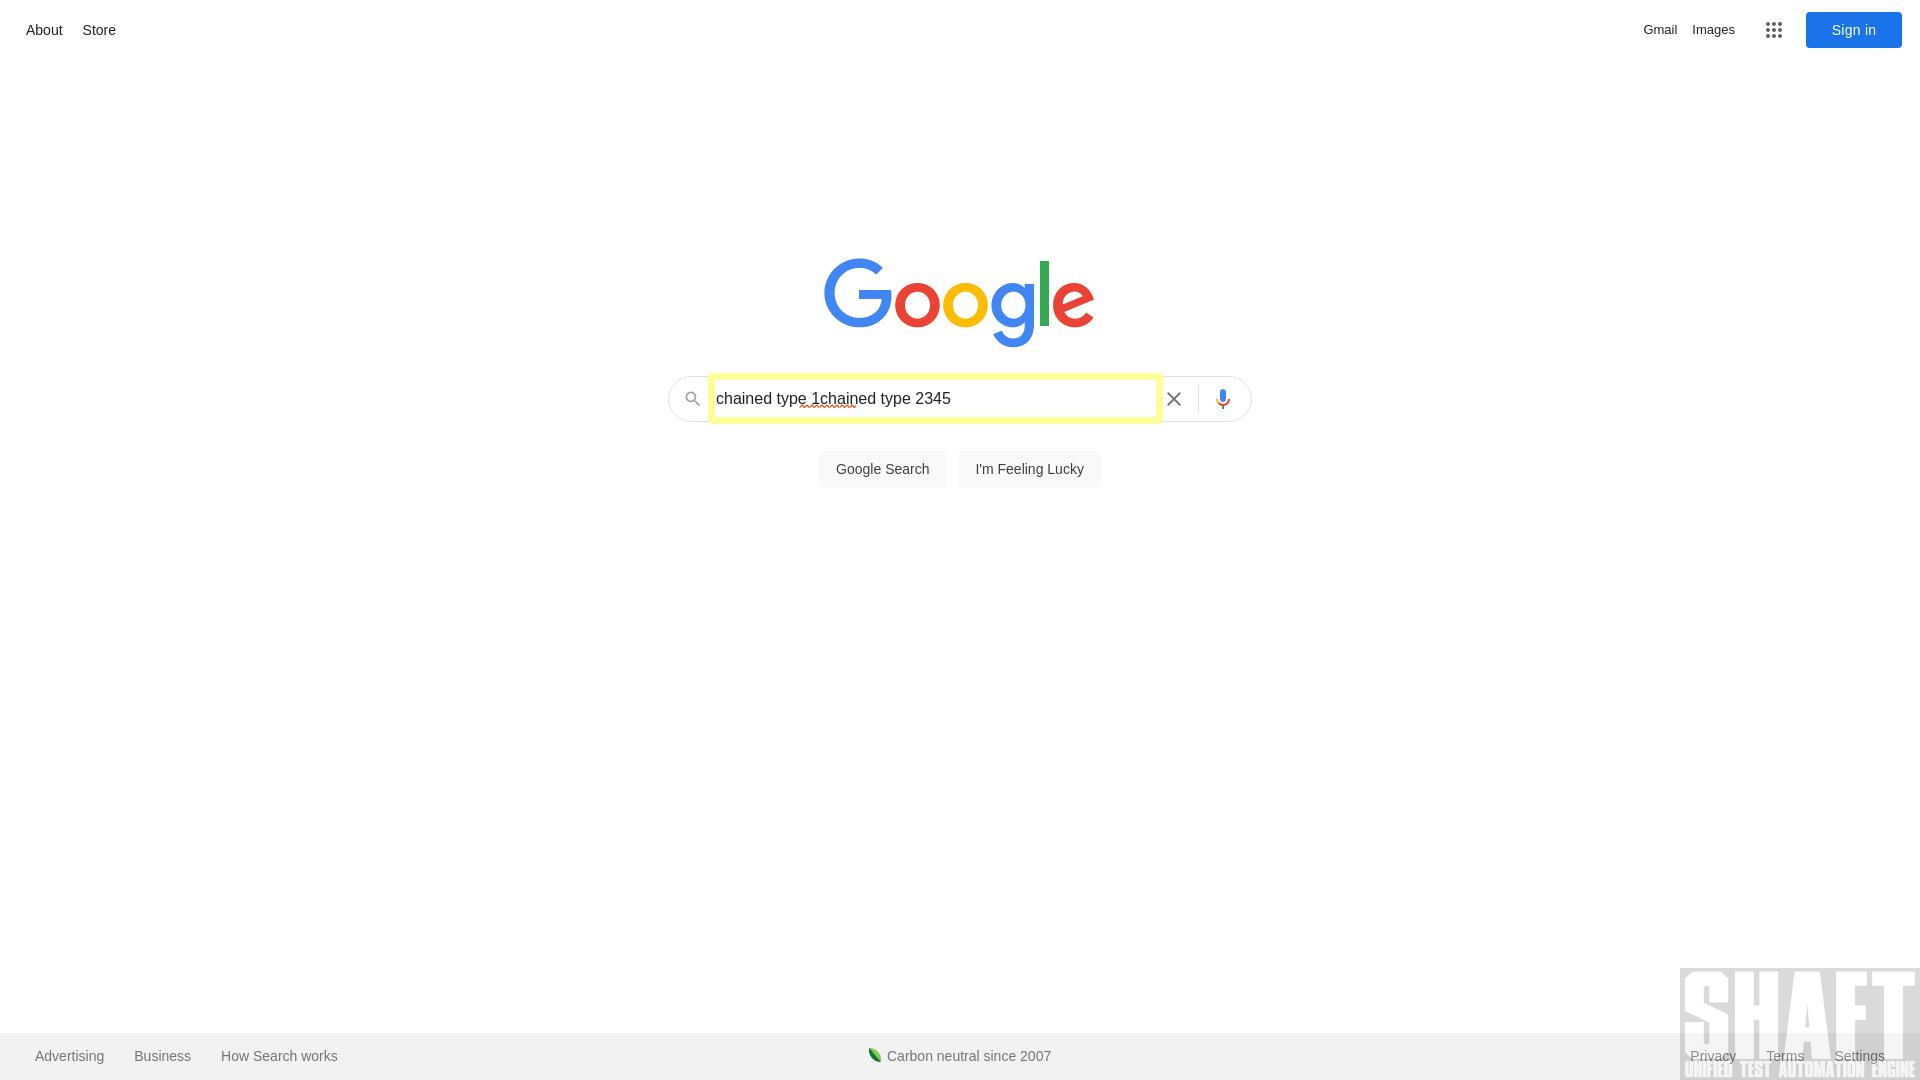 About Store
Gmail Images Sign in
Google
chained type 1chained type 2345
Google Search I'm Feeling Lucky
SHAFT
Advertising Business How Search works Carbon neutral since 2007 Privacy Terms Settings
UNIFIED TEST AUTOMATION ENGINE